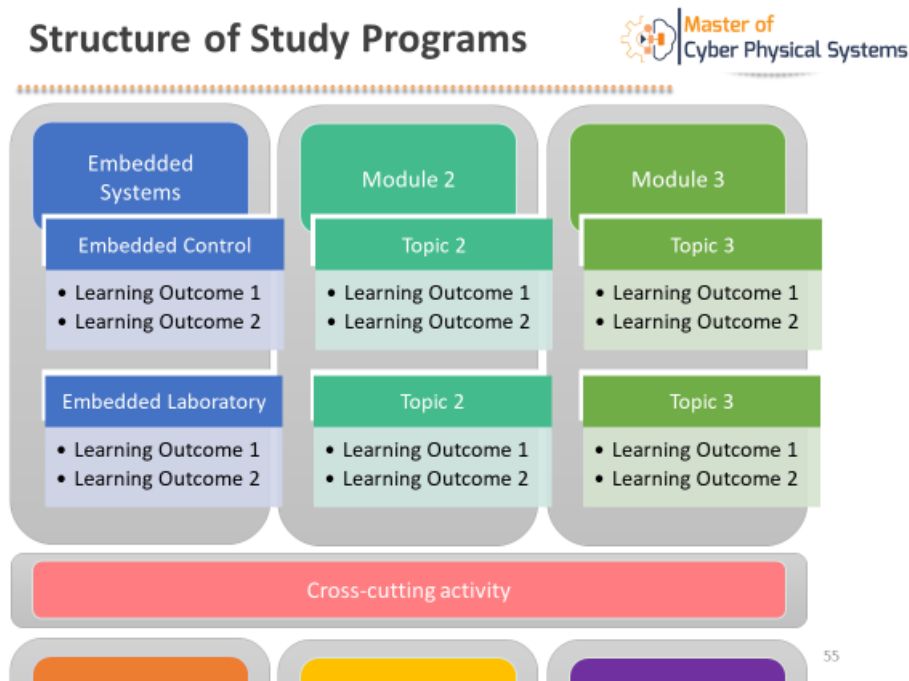 Structure of Study Programs
Master of
Cyber Physical Systems
Embedded
Systems
Embedded Control
• Learning Outcome 1
• Learning Outcome 2
Embedded Laboratory
• Learning Outcome 1
• Learning Outcome 2
Module 2
Topic 2
• Learning Outcome 1
• Learning Outcome 2
Topic 2
• Learning Outcome 1
• Learning Outcome 2
Module 3
Topic 3
• Learning Outcome 1
• Learning Outcome 2
Topic 3
• Learning Outcome 1
• Learning Outcome 2
Cross-cutting activity
55